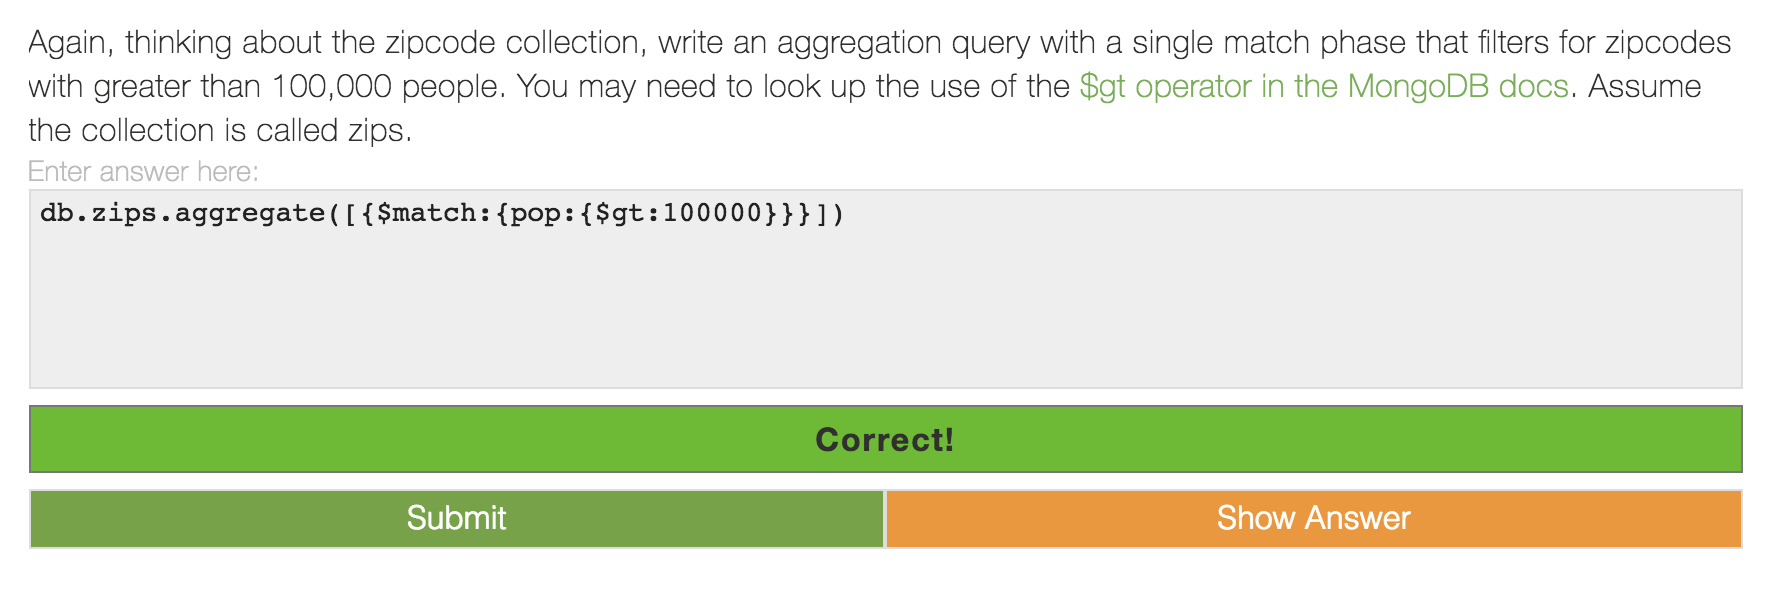 Again, thinking about the zipcode collection, write an aggregation query with a single match phase that filters for zipcodes
with greater than 100,000 people. You may need to look up the use of the $gt operator in the MongoDB docs. Assume
the collection is called zips.
Enter answer here:
db.zips.aggregate([{$match:{pop:{$gt:100000}}}])
Correct!
Submit
Show Answer